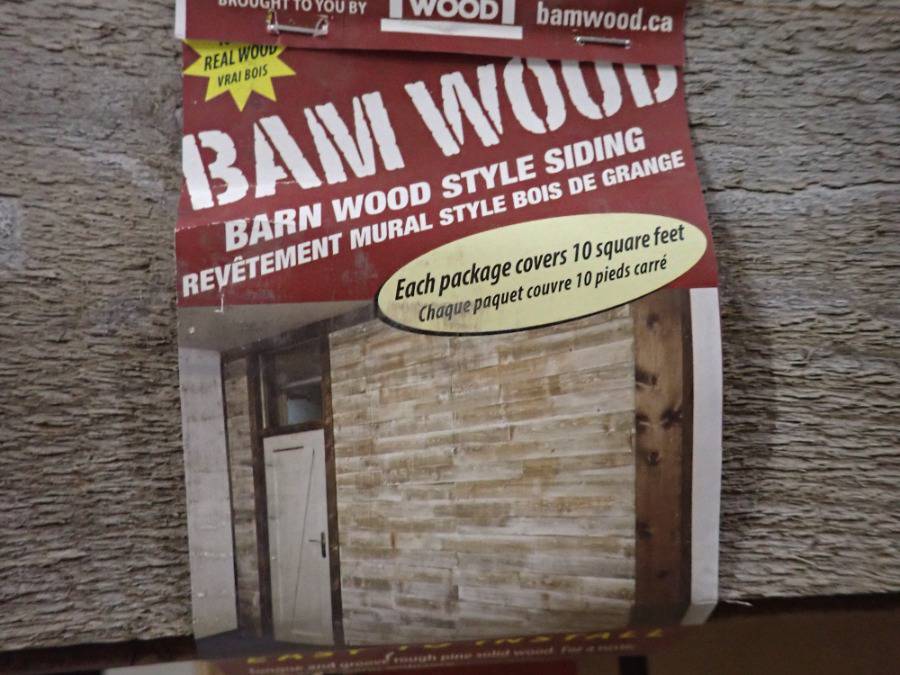 BROUGHT TO YOU BY
WOOD
bamwood.ca
REAL WOOD
VRAI BOIS
BAM WOOD
BARN WOOD STYLE SIDING
REVÊTEMENT MURAL STYLE BOIS DE GRANGE
Each package covers 10 square feet
Chaque paquet couvre 10 pieds carré
EASY TO INSTALL
Tongue and groove rough pine solid wood. For a